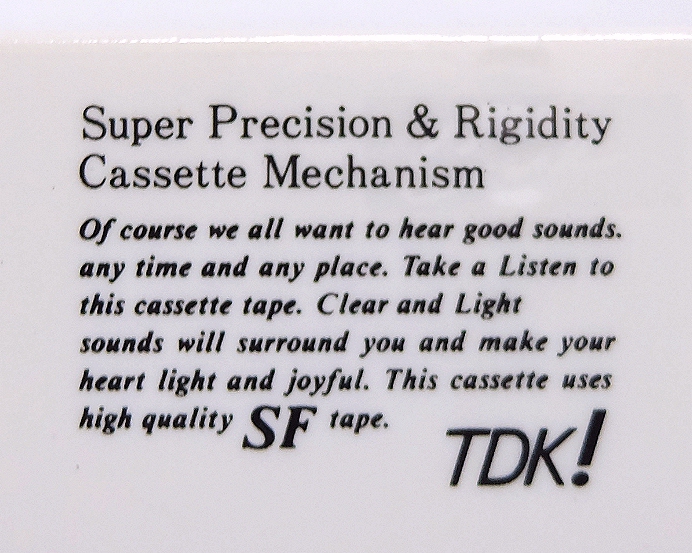 Super Precision & Rigidity
Cassette Mechanism
Of course we all want to hear good sounds.
any time and any place. Take a Listen to
this cassette tape. Clear and Light
sounds will surround you and make your
heart light and joyful. This cassette uses
high quality SF tape.
TDK!